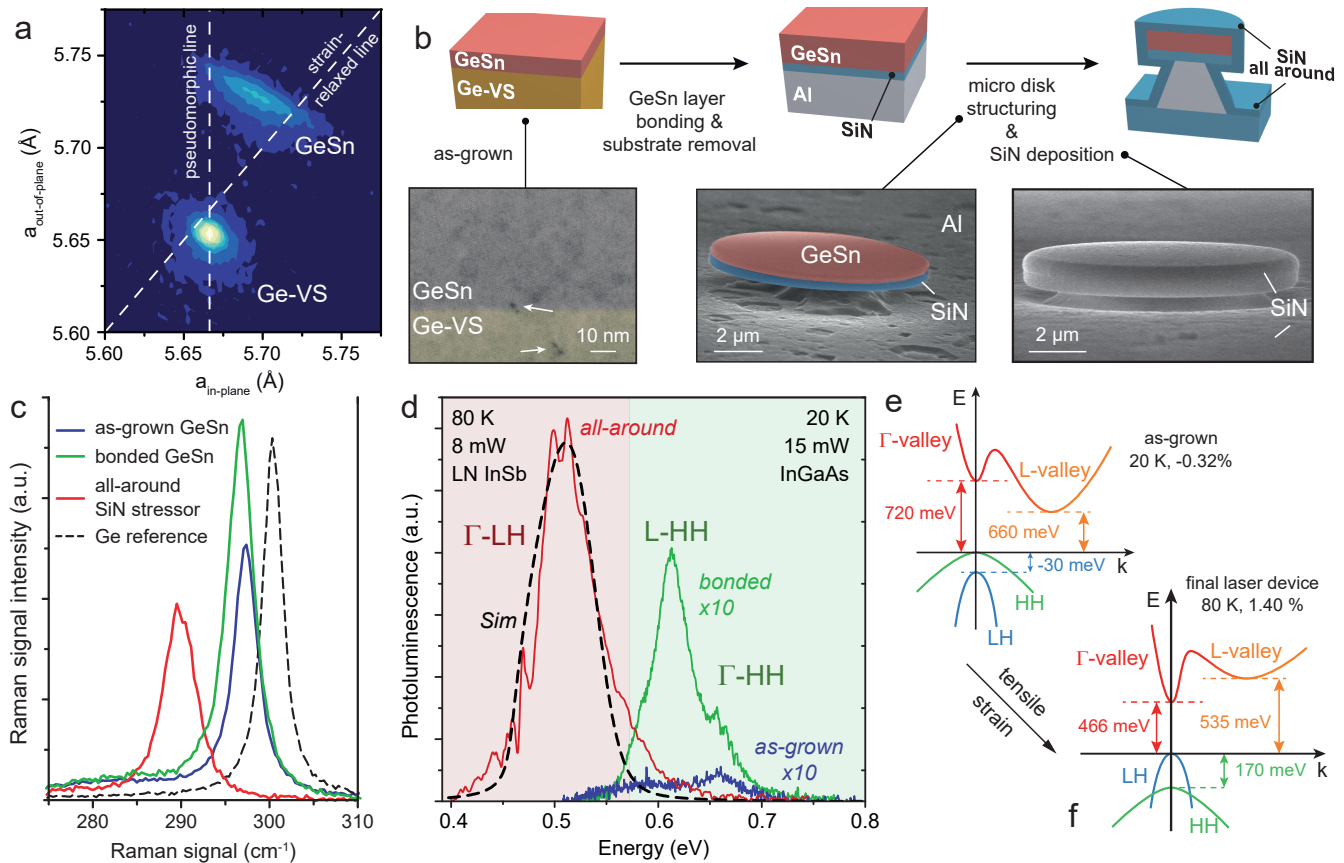 a
5.75
5.70
5.65
5.60
a out-of-plane (Å)
pseudomorphic line
strain-
relaxed line
GeSn
Ge-VS
5.60
5.65
5.70
5.75
a in-plane (Å)
b
GeSn
Ge-VS
GeSn layer
bonding &
substrate removal
GeSn
Al
SiN
micro disk
structuring
&
SiN deposition
SiN
all around
as-grown
GeSn
Ge-VS
10 nm
Al
GeSn
SiN
2 µm
SiN
2 µm
c
as-grown GeSn
bonded GeSn
all-around
SiN stressor
Ge reference
Raman signal intensity (a.u.)
280
290
300
310
Raman signal (cm-1)
d
80 K
8 mW
LN InSb
all-around
20 K
15 mW
InGaAs
Γ-LH
Sim
L-HH
bonded
x10
Γ-HH
as-grown
x10
Photoluminescence (a.u.)
0.4
0.5
0.6
0.7
0.8
Energy (eV)
e
E
Γ-valley
L-valley
as-grown
20 K, -0.32%
720 meV
660 meV
k
-30 meV
HH
LH
tensile
strain
final laser device
80 K, 1.40 %
E
Γ-valley
L-valley
466 meV
535 meV
k
LH
170 meV
HH
f